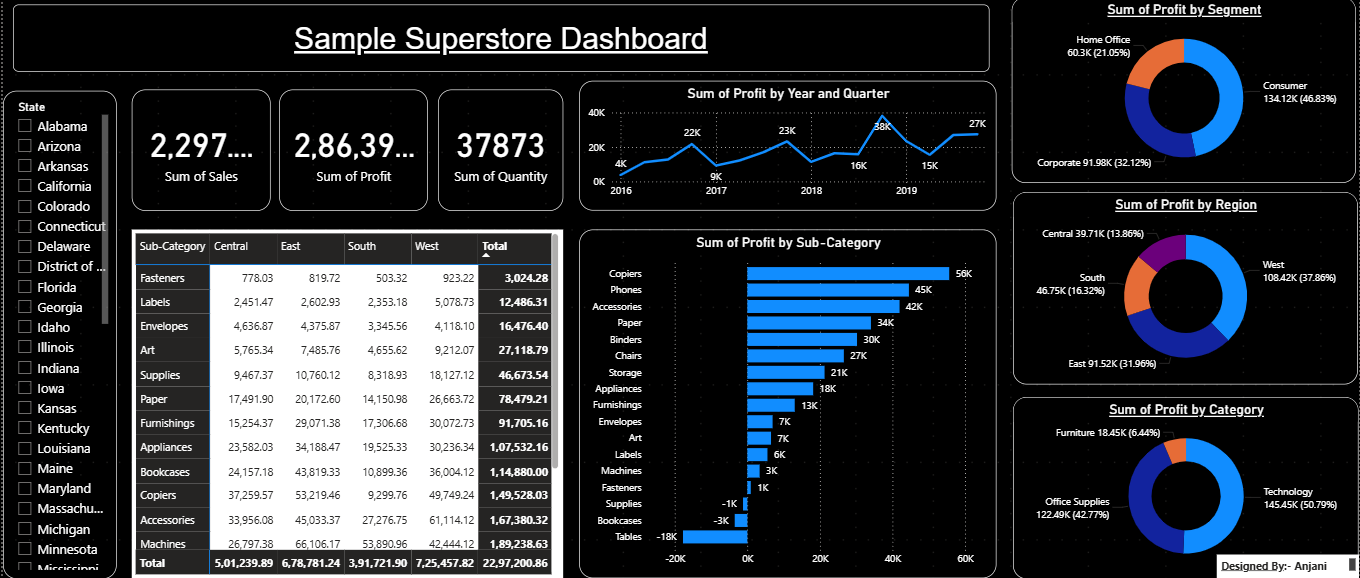 Sample Superstore Dashboard
State
Alabama
Arizona
Arkansas
California
Colorado
Connecticut
Delaware
District of ...
Florida
Georgia
Idaho
Illinois
Indiana
Iowa
Kansas
Kentucky
Louisiana
Maine
Maryland
Massachu...
Michigan
Minnesota
Mississippi
2,297....
Sum of Sales
2,86,39...
Sum of Profit
37873
Sum of Quantity
Sub-Category Central East South West Total
Fasteners 778.03 819.72 503.32 923.22 3,024.28
Labels 2,451.47 2,602.93 2,353.18 5,078.73 12,486.31
Envelopes 4,636.87 4,375.87 3,345.56 4,118.10 16,476.40
Art 5,765.34 7,485.76 4,655.62 9,212.07 27,118.79
Supplies 9,467.37 10,760.12 8,318.93 18,127.12 46,673.54
Paper 17,491.90 20,172.60 14,150.98 26,663.72 78,479.21
Furnishings 15,254.37 29,071.38 17,306.68 30,072.73 91,705.16
Appliances 23,582.03 34,188.47 19,525.33 30,236.34 1,07,532.16
Bookcases 24,157.18 43,819.33 10,899.36 36,004.12 1,14,880.00
Copiers 37,259.57 53,219.46 9,299.76 49,749.24 1,49,528.03
Accessories 33,956.08 45,033.37 27,276.75 61,114.12 1,67,380.32
Machines 26,797.38 66,106.17 53,890.96 42,444.12 1,89,238.63
Total 5,01,239.89 6,78,781.24 3,91,721.90 7,25,457.82 22,97,200.86
Sum of Profit by Year and Quarter
40K
20K
0K
4K
22K
9K
23K
16K
38K
15K
27K
2016 2017 2018 2019
Sum of Profit by Sub-Category
Copiers 56K
Phones 45K
Accessories 42K
Paper 34K
Binders 30K
Chairs 27K
Storage 21K
Appliances 18K
Furnishings 13K
Envelopes 7K
Art 7K
Labels 6K
Machines 3K
Fasteners 1K
Supplies -1K
Bookcases -3K
Tables -18K
-20K 0K 20K 40K 60K
Sum of Profit by Segment
Home Office
60.3K (21.05%)
Consumer
134.12K (46.83%)
Corporate 91.98K (32.12%)
Sum of Profit by Region
Central 39.71K (13.86%)
West
108.42K (37.86%)
South
46.75K (16.32%)
East 91.52K (31.96%)
Sum of Profit by Category
Furniture 18.45K (6.44%)
Technology
145.45K (50.79%)
Office Supplies
122.49K (42.77%)
Designed By:- Anjani